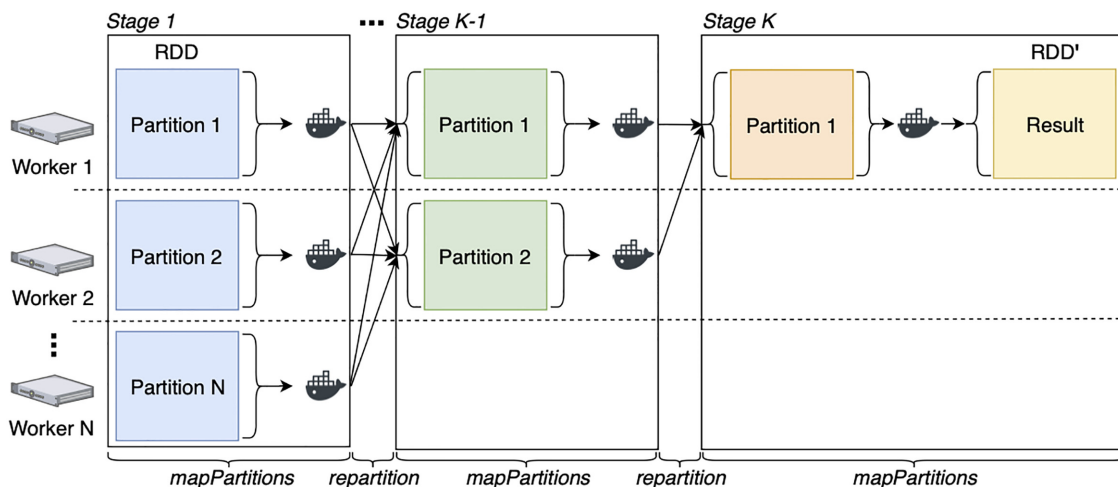 Stage 1
...
Stage K-1
Stage K
RDD
RDD'
Partition 1
Partition 1
Partition 1
Result
Worker 1
Partition 2
Partition 2
Worker 2
Partition N
Worker N
mapPartitions
repartition
mapPartitions
repartition
mapPartitions